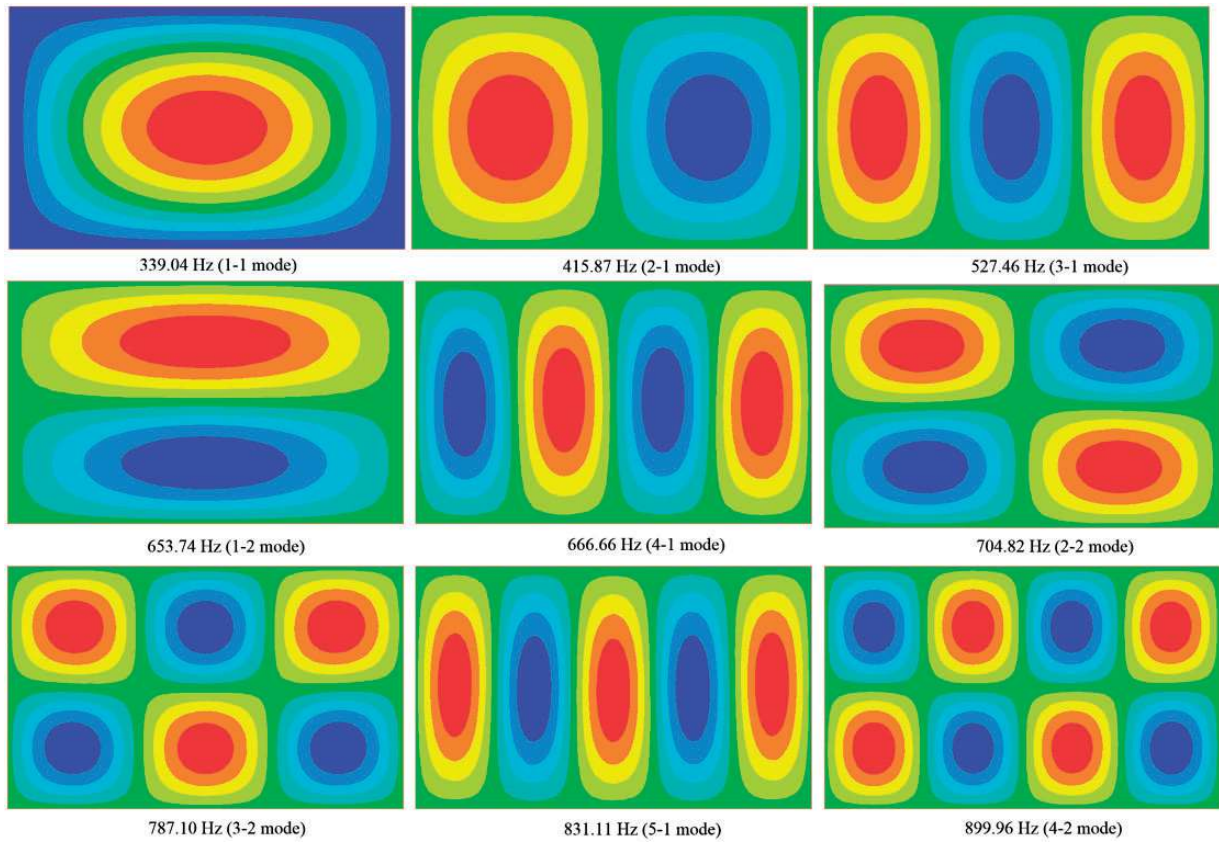 339.04 Hz (1-1 mode)
415.87 Hz (2-1 mode)
527.46 Hz (3-1 mode)
653.74 Hz (1-2 mode)
666.66 Hz (4-1 mode)
704.82 Hz (2-2 mode)
787.10 Hz (3-2 mode)
831.11 Hz (5-1 mode)
899.96 Hz (4-2 mode)